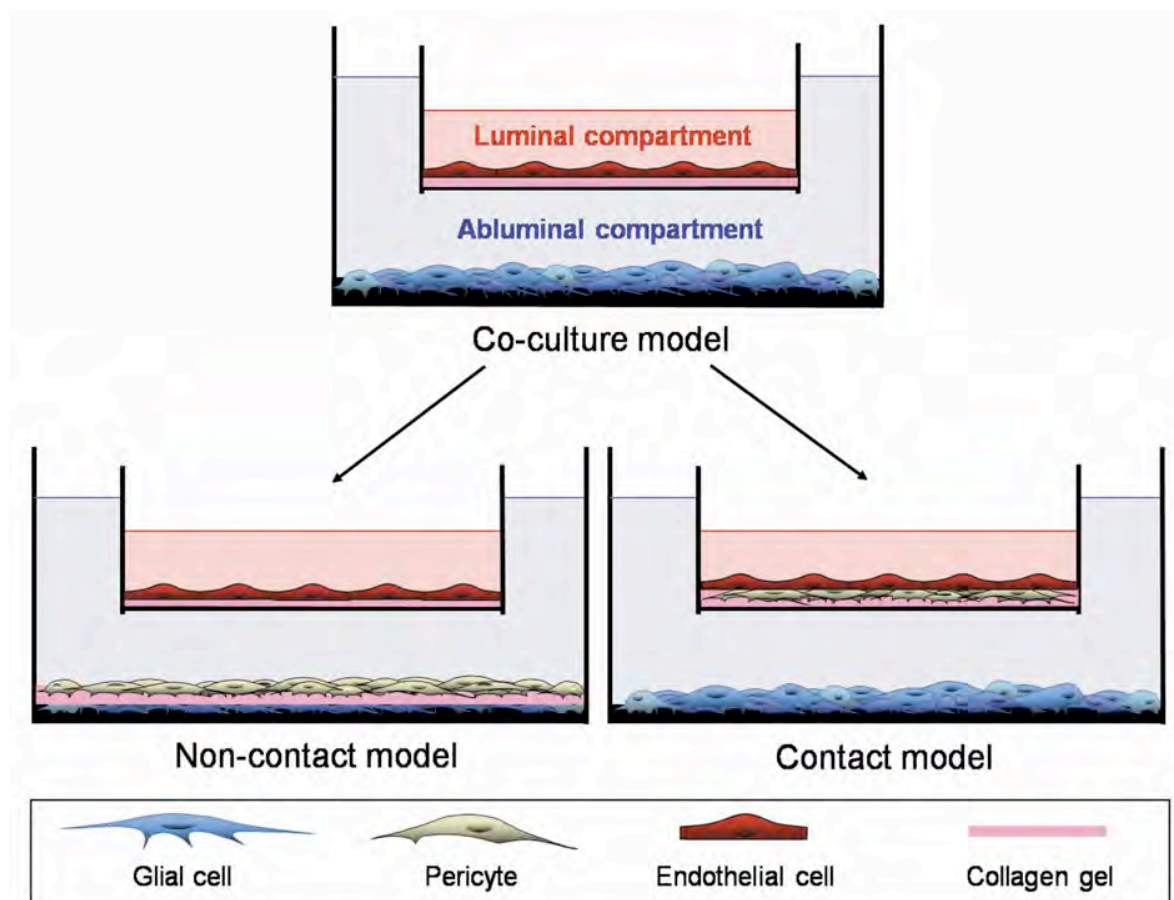 Luminal compartment
Abluminal compartment
Co-culture model
Non-contact model
Contact model
Glial cell
Pericyte
Endothelial cell
Collagen gel